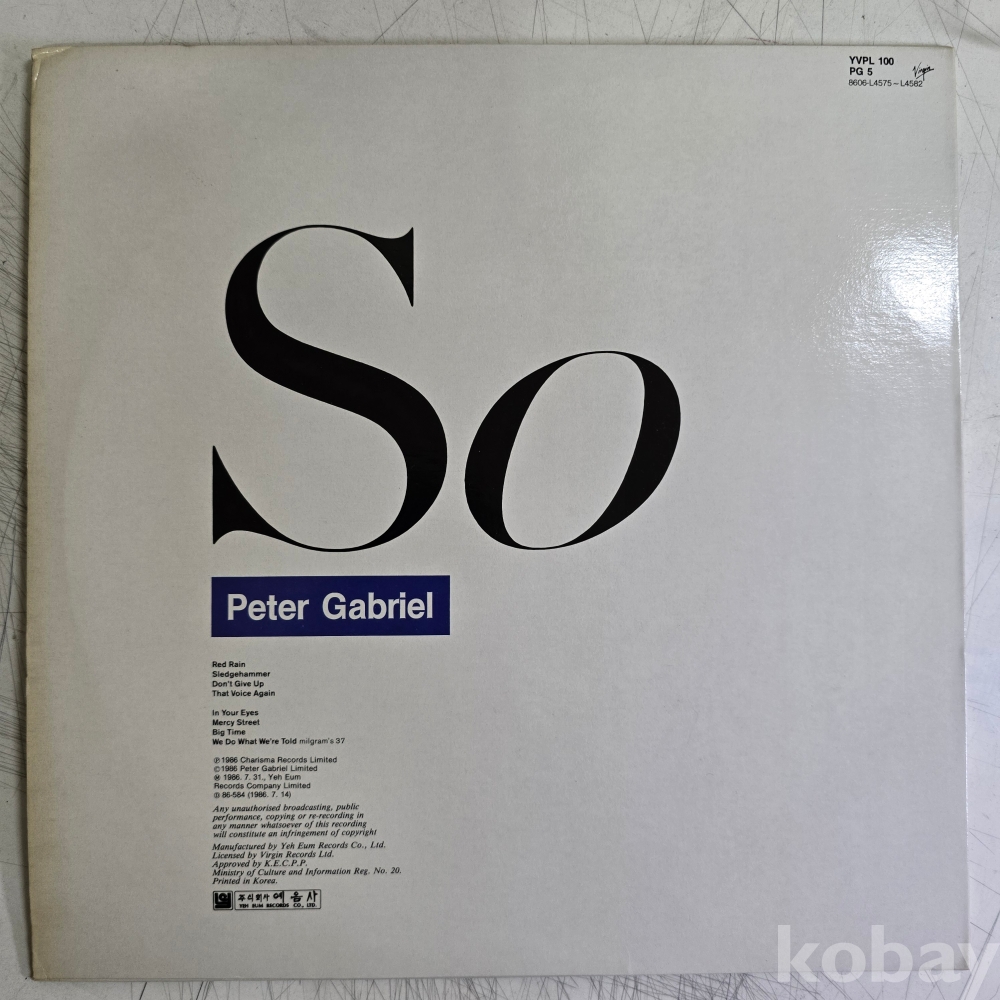 YVPL 100
PG 5 Virgin
8606-L4575~L4582
So
Peter Gabriel
Red Rain
Sledgehammer
Don't Give Up
That Voice Again
In Your Eyes
Mercy Street
Big Time
We Do What We're Told milgram's 37
Ⓟ1986 Charisma Records Limited
©1986 Peter Gabriel Limited
Ⓜ 1986. 7. 31., Yeh Eum
Records Company Limited
Ⓓ 86-584 (1986. 7. 14)
Any unauthorised broadcasting, public
performance, copying or re-recording in
any manner whatsoever of this recording
will constitute an infringement of copyright
Manufactured by Yeh Eum Records Co., Ltd.
Licensed by Virgin Records Ltd.
Approved by K.E.C.P.P.
Ministry of Culture and Information Reg. No. 20.
Printed in Korea.
주식회사 예음사
YEH EUM RECORDS CO., LTD.
kobay